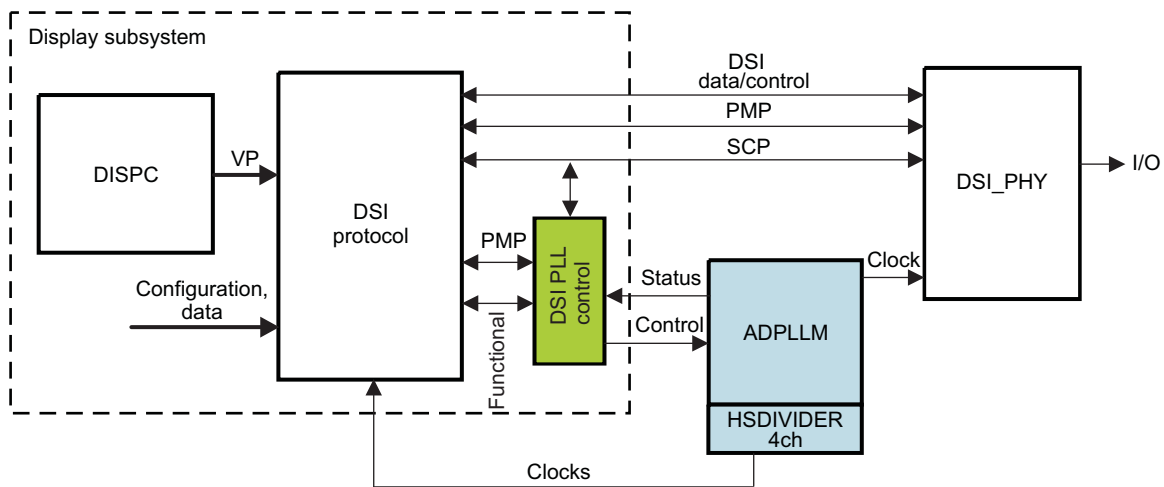 Display subsystem
DISPC
VP
DSI
protocol
Configuration,
data
DSI
data/control
PMP
SCP
DSI_PHY
I/O
PMP
Functional
DSI PLL
control
Status
Control
ADPLLM
Clock
HSDIVIDER
4ch
Clocks